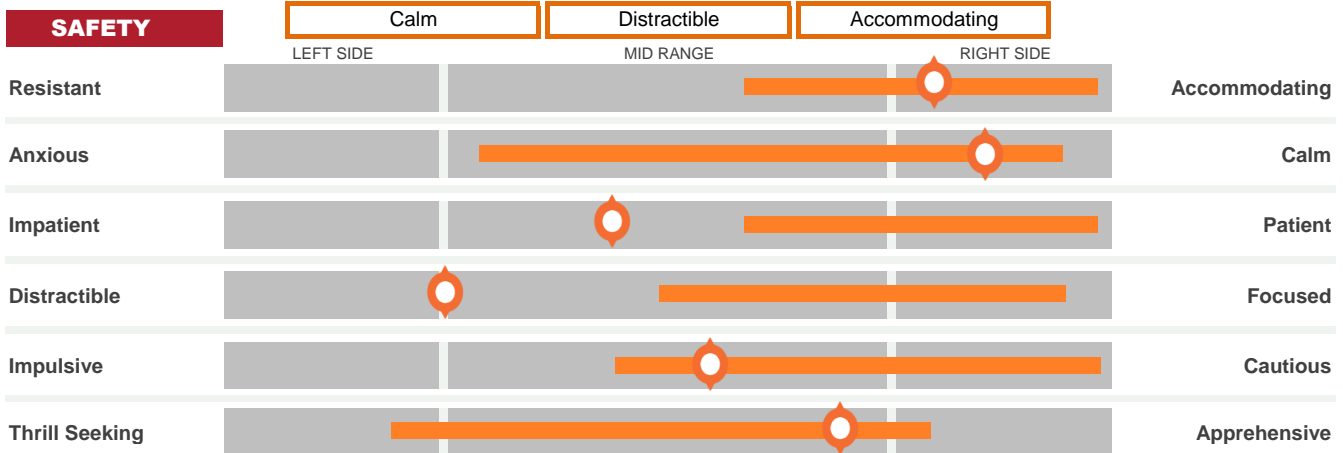 SAFETY
Calm Distractible Accommodating
LEFT SIDE MID RANGE RIGHT SIDE
Resistant Accommodating
Anxious Calm
Impatient Patient
Distractible Focused
Impulsive Cautious
Thrill Seeking Apprehensive